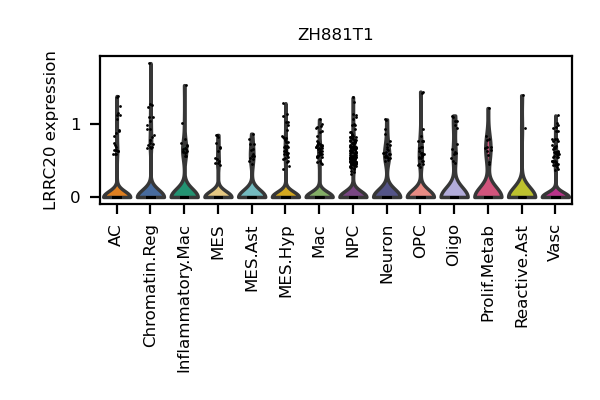 ZH881T1
LRRC20 expression
1
0
AC
Chromatin.Reg
Inflammatory.Mac
MES
MES.Ast
MES.Hyp
Mac
NPC
Neuron
OPC
Oligo
Prolif.Metab
Reactive.Ast
Vasc